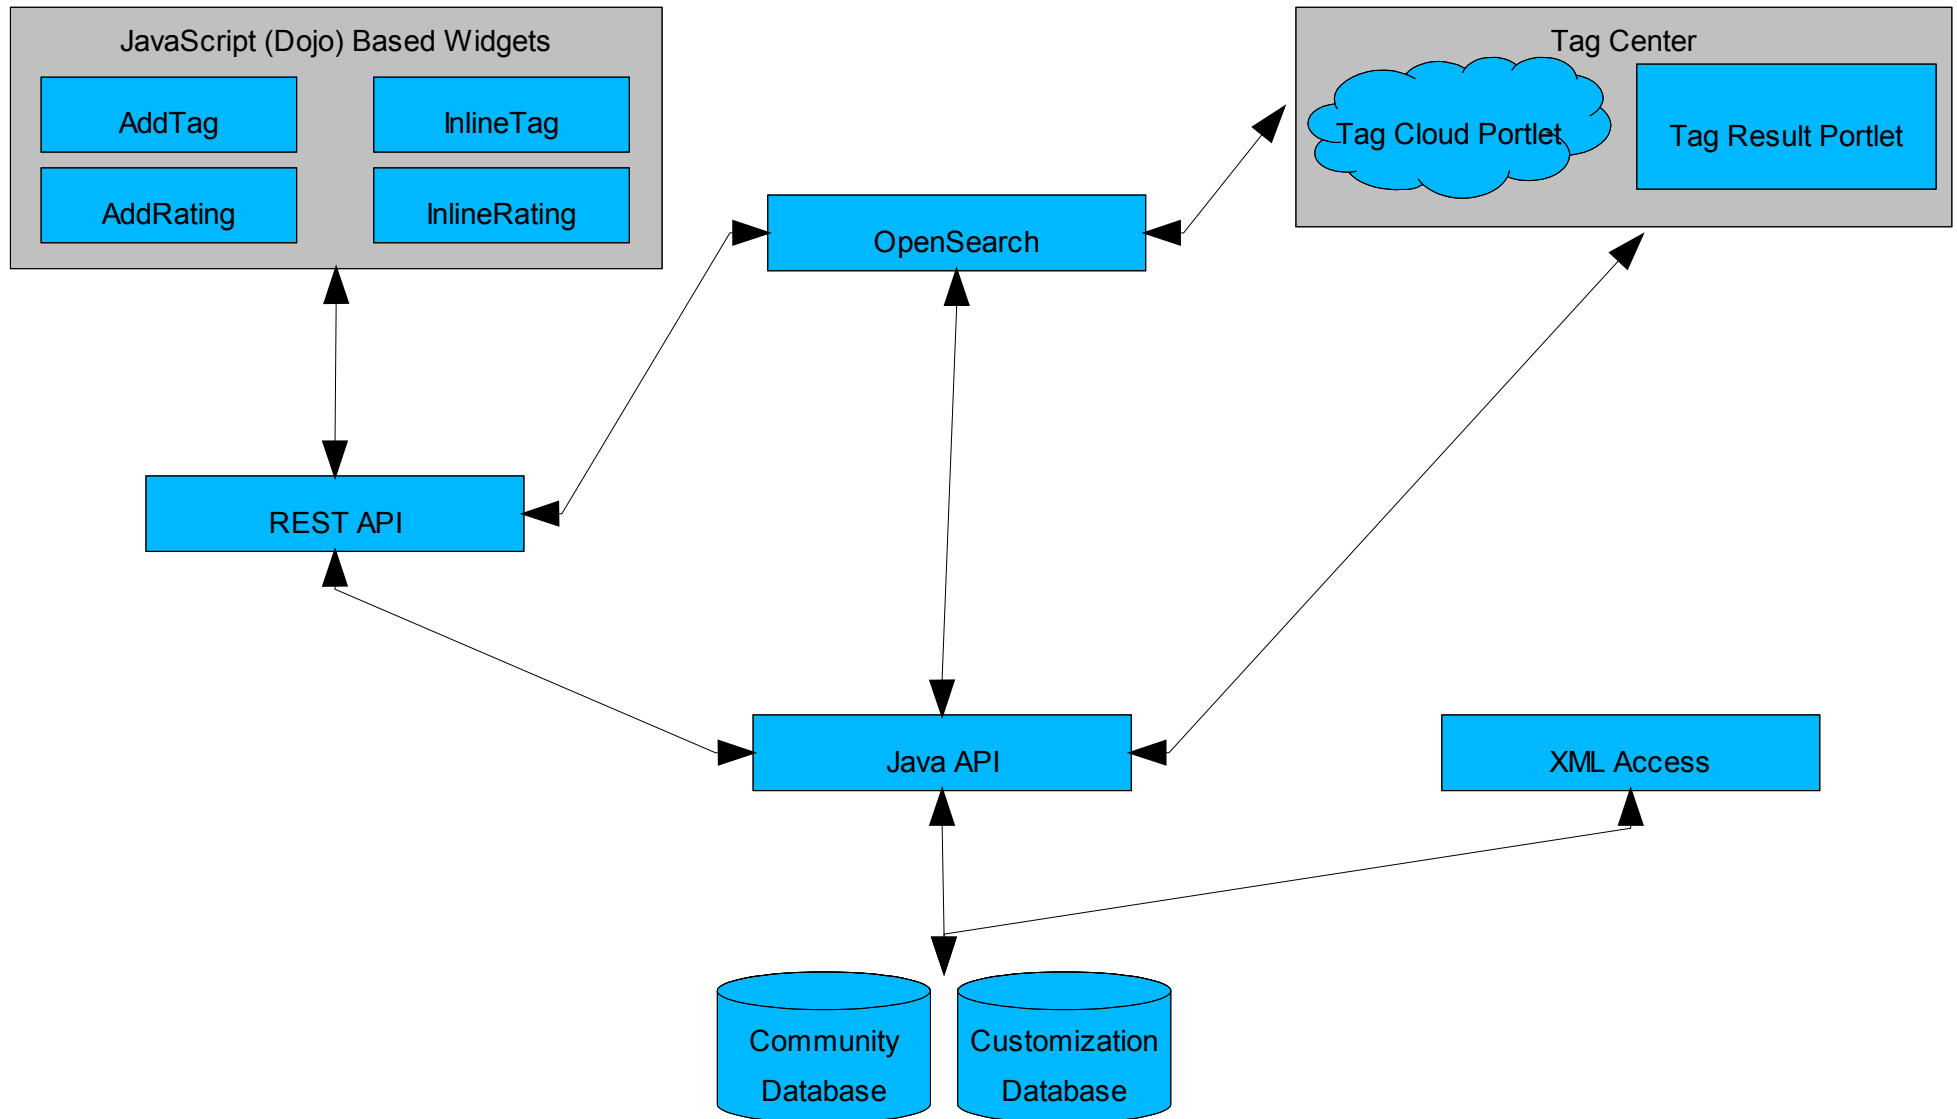 JavaScript (Dojo) Based Widgets
AddTag
InlineTag
AddRating
InlineRating
Tag Center
Tag Cloud Portlet
Tag Result Portlet
OpenSearch
REST API
Java API
XML Access
Community
Database
Customization
Database